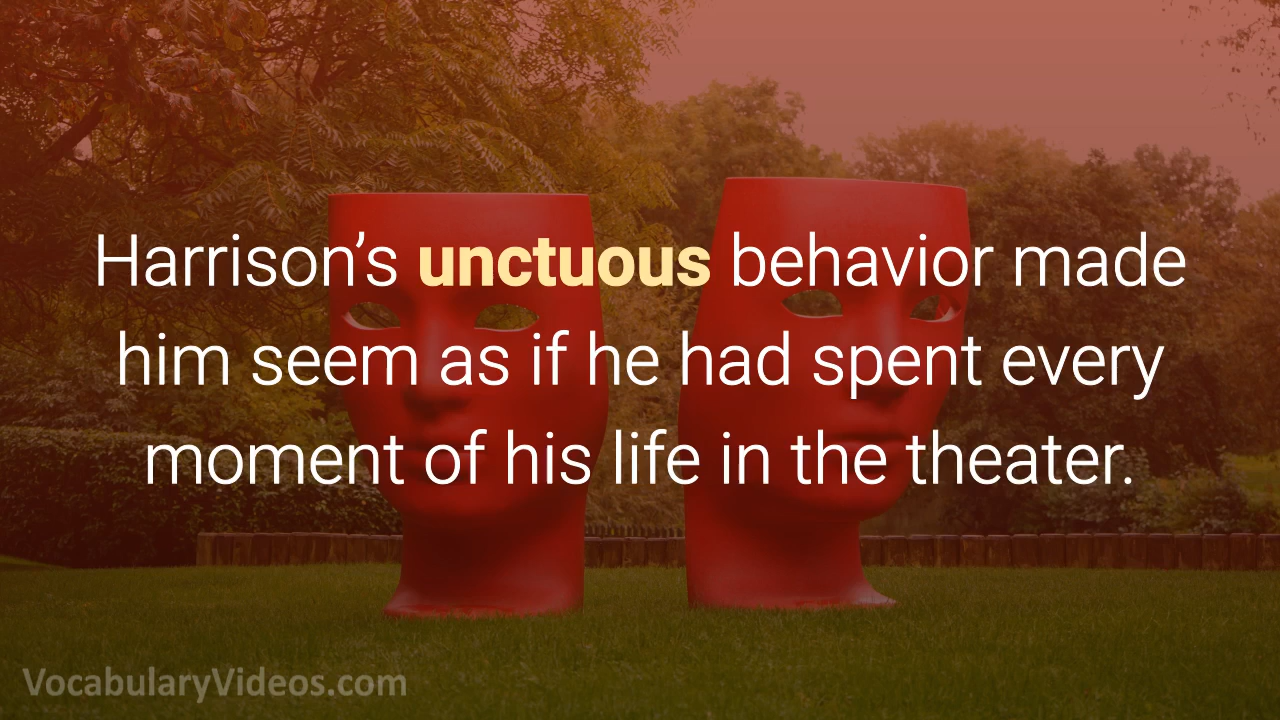 Harrison’s unctuous behavior made
him seem as if he had spent every
moment of his life in the theater.
VocabularyVideos.com